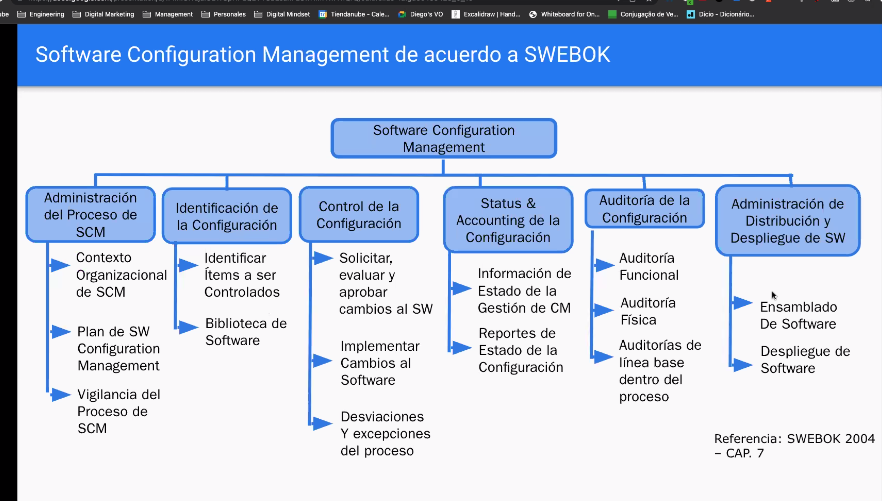 be
Engineering
Digital Marketing
Management
Personales
Digital Mindset
Tiendanube – Cale...
Diego's VO
Excalidraw | Hand...
Whiteboard for On...
Conjugação de Ve...
Dicio - Dicionário...
Software Configuration Management de acuerdo a SWEBOK
Software Configuration
Management
Administración
del Proceso de
SCM
Contexto
Organizacional
de SCM
Plan de SW
Configuration
Management
Vigilancia del
Proceso de
SCM
Identificación de
la Configuración
Identificar
Ítems a ser
Controlados
Biblioteca de
Software
Control de la
Configuración
Solicitar,
evaluar y
aprobar
cambios al SW
Implementar
Cambios al
Software
Desviaciones
Y excepciones
del proceso
Status &
Accounting de la
Configuración
Información de
Estado de la
Gestión de CM
Reportes de
Estado de la
Configuración
Auditoría de la
Configuración
Auditoría
Funcional
Auditoría
Física
Auditorías de
línea base
dentro del
proceso
Administración de
Distribución y
Despliegue de SW
Ensamblado
De Software
Despliegue de
Software
Referencia: SWEBOK 2004
– CAP. 7